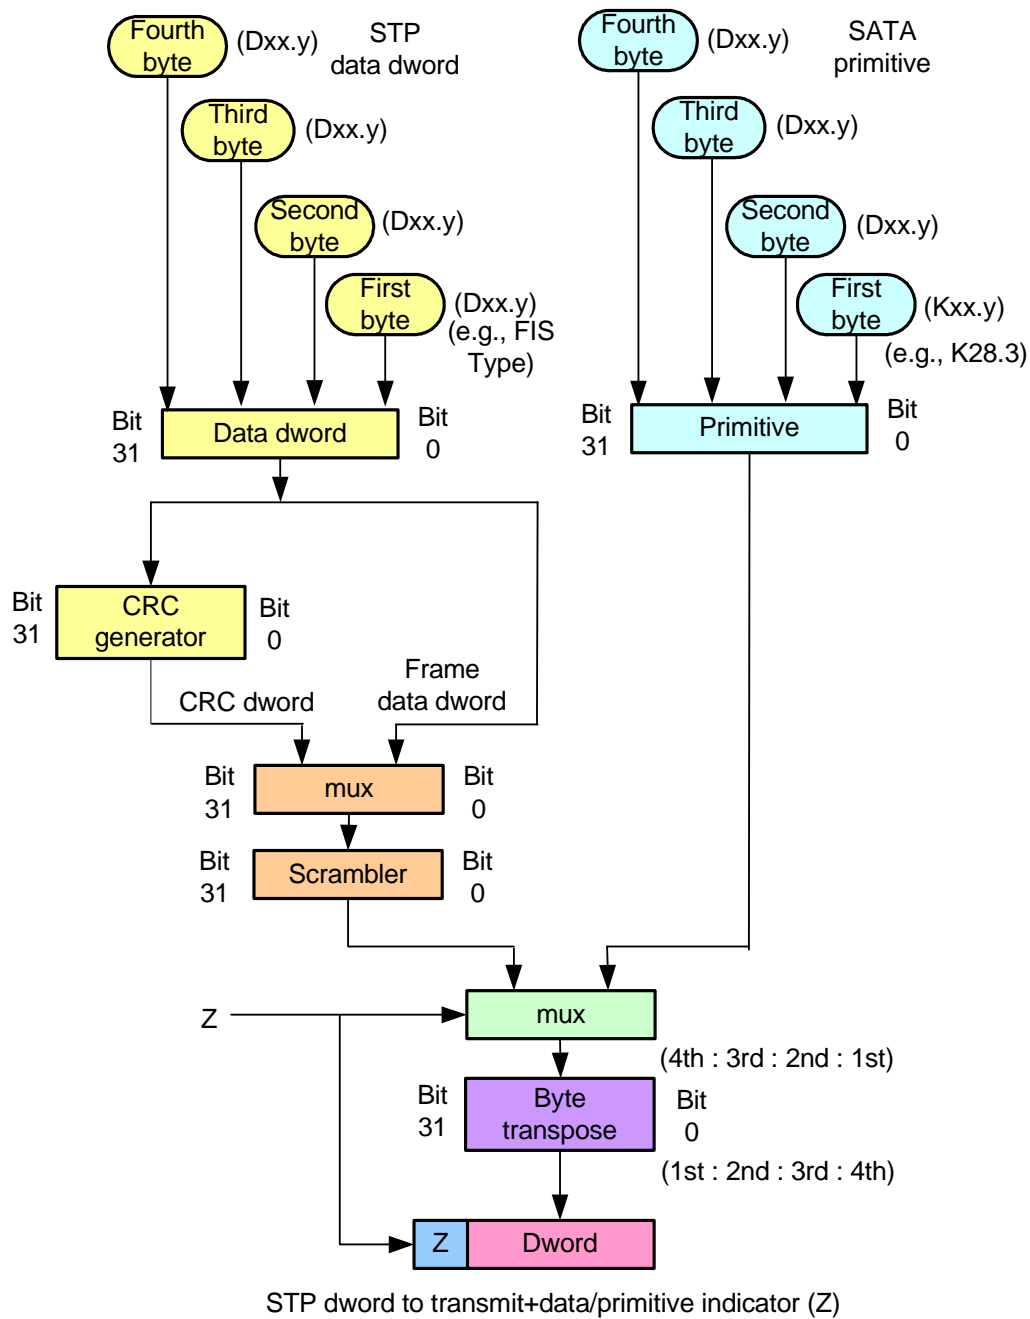 Fourth
byte
(Dxx.y)
STP
data dword
Third
byte
(Dxx.y)
Second
byte
(Dxx.y)
First
byte
(Dxx.y)
(e.g., FIS
Type)
Bit
31
Data dword
Bit
0
Fourth
byte
(Dxx.y)
SATA
primitive
Third
byte
(Dxx.y)
Second
byte
(Dxx.y)
First
byte
(Kxx.y)
(e.g., K28.3)
Bit
31
Primitive
Bit
0
Bit
31
CRC
generator
Bit
0
CRC dword
Frame
data dword
Bit
31
mux
Bit
0
Bit
31
Scrambler
Bit
0
Z
mux
(4th : 3rd : 2nd : 1st)
Bit
31
Byte
transpose
Bit
0
(1st : 2nd : 3rd : 4th)
Z
Dword
STP dword to transmit+data/primitive indicator (Z)